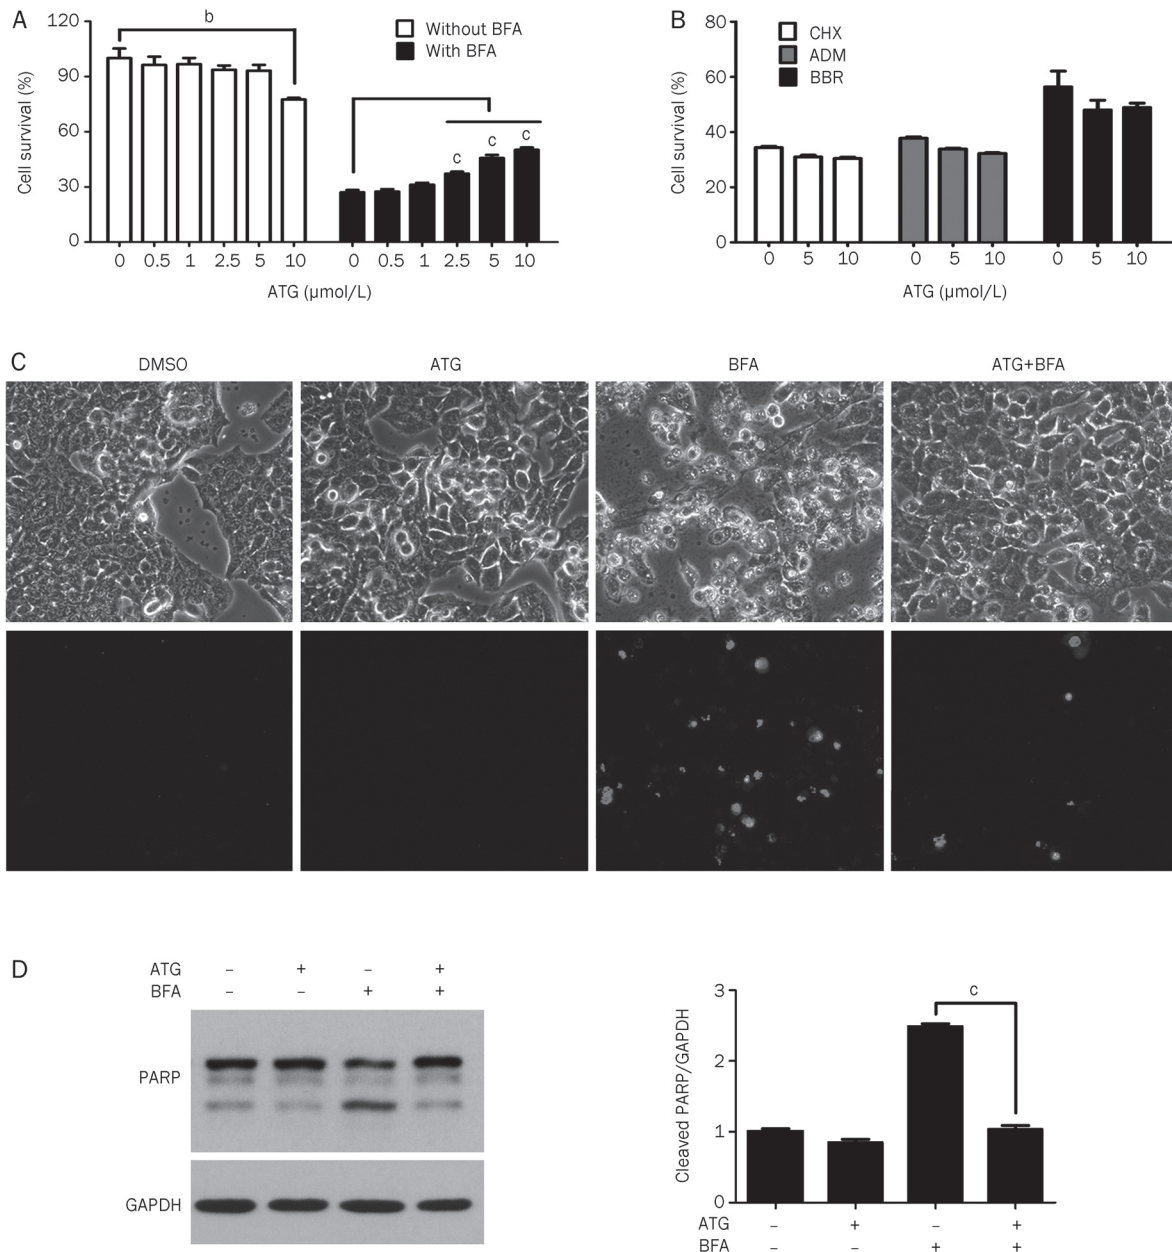 A
120
90
60
30
0
Cell survival (%)
b
Without BFA
With BFA
c c c
0 0.5 1 2.5 5 10 0 0.5 1 2.5 5 10
ATG (μmol/L)
B
80
60
40
20
0
Cell survival (%)
CHX
ADM
BBR
0 5 10 0 5 10 0 5 10
ATG (μmol/L)
C
DMSO ATG BFA ATG+BFA
D
ATG – + – +
BFA – – + +
PARP
GAPDH
3
2
1
0
Cleaved PARP/GAPDH
c
ATG – + – +
BFA – – + +